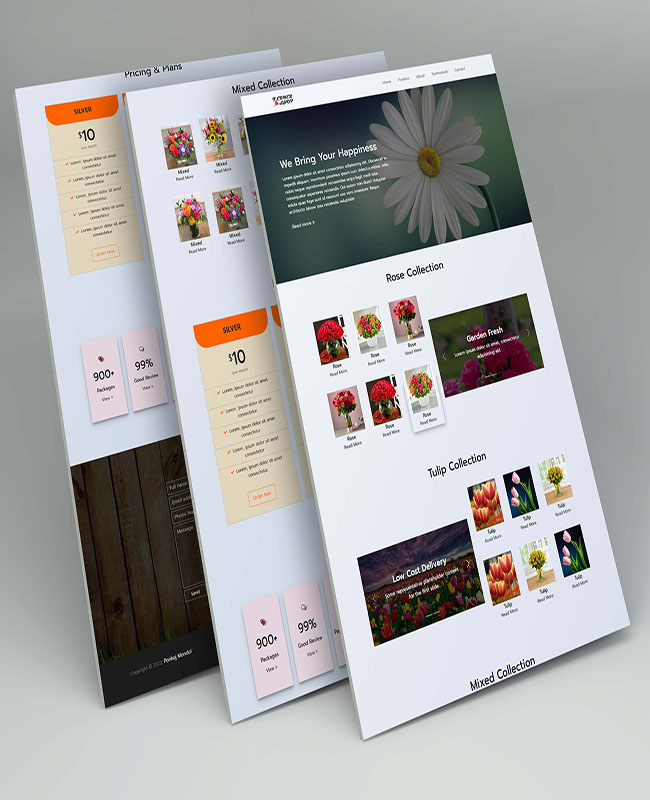 Pricing & Plans
SILVER
$10
Lorem, ipsum dolor sit amet
consectetur
Lorem, ipsum dolor sit amet
consectetur
Lorem, ipsum dolor sit amet
consectetur
Lorem, ipsum dolor sit amet
consectetur
Lorem, ipsum dolor sit amet
consectetur
Order Now
900+
Packages
View >
99%
Good Review
View >
Full name
Phone
Message
Send
Copyright © Pankaj Mondol
Mixed Collection
Mixed
Read More
Mixed
Read More
Mixed
Read More
Mixed
Read More
SILVER
$10
Lorem, ipsum dolor sit amet
consectetur
Lorem, ipsum dolor sit amet
consectetur
Lorem, ipsum dolor sit amet
consectetur
Lorem, ipsum dolor sit amet
consectetur
Lorem, ipsum dolor sit amet
consectetur
Order Now
900+
Packages
View >
99%
Good Review
View >
SHOP
Home Product About Testimonials Contact
We Bring Your Happiness
Lorem ipsum dolor sit amet consectetur adipisicing elit.
Read more »
Rose Collection
Rose
Read More
Rose
Read More
Rose
Read More
Rose
Read More
Rose
Read More
Rose
Read More
Garden Fresh
Lorem ipsum dolor sit amet, consectetur
adipisicing elit.
Tulip Collection
Low Cost Delivery
Some representative placeholder content
for the first slide.
Tulip
Read More
Tulip
Read More
Tulip
Read More
Tulip
Read More
Tulip
Read More
Tulip
Read More
Mixed Collection